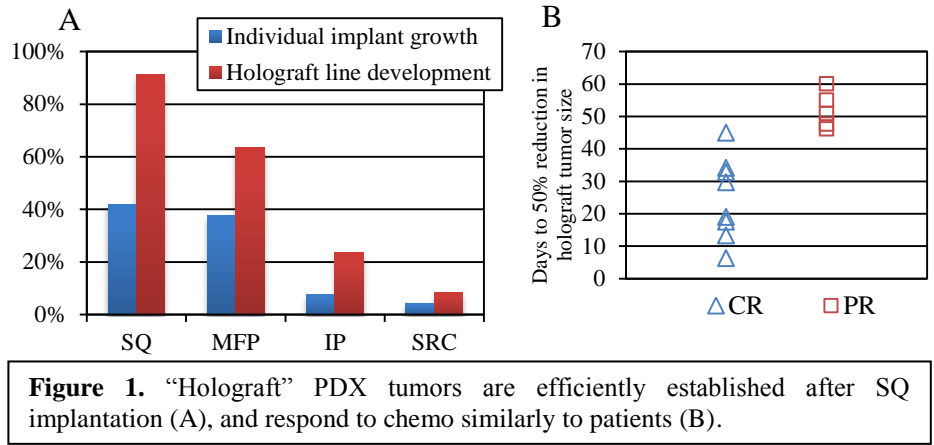 A
Individual implant growth
Holograft line development
100%
80%
60%
40%
20%
0%
SQ MFP IP SRC
B
Days to 50% reduction in
holograft tumor size
70
60
50
40
30
20
10
0
CR PR
Figure 1. “Holograft” PDX tumors are efficiently established after SQ
implantation (A), and respond to chemo similarly to patients (B).